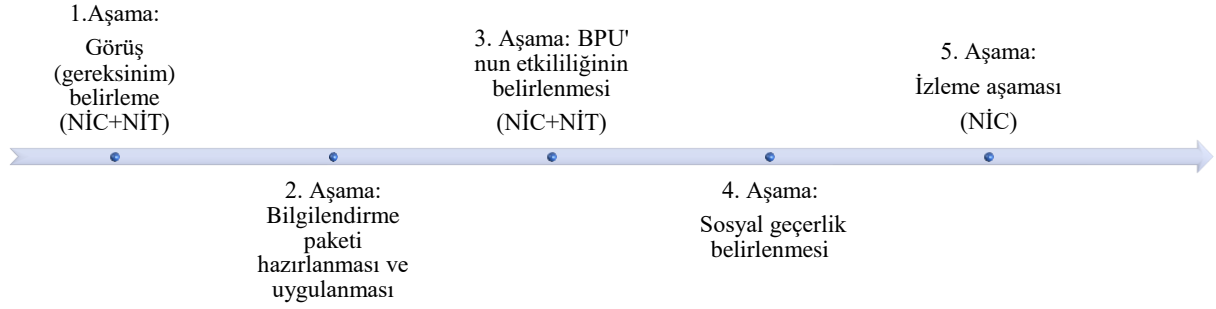 1.Aşama:
Görüş
(gereksinim)
belirleme
(NİC+NİT)
2. Aşama:
Bilgilendirme
paketi
hazırlanması ve
uygulanması
3. Aşama: BPU'
nun etkililiğinin
belirlenmesi
(NİC+NİT)
4. Aşama:
Sosyal geçerlik
belirlenmesi
5. Aşama:
İzleme aşaması
(NİC)